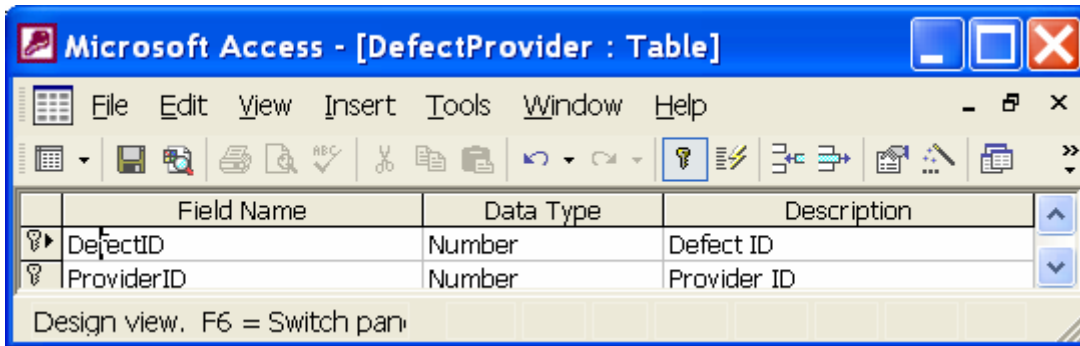 Microsoft Access - [DefectProvider : Table]
File Edit View Insert Tools Window Help
ABC
Field Name Data Type Description
DefectID Number Defect ID
ProviderID Number Provider ID
Design view. F6 = Switch pan